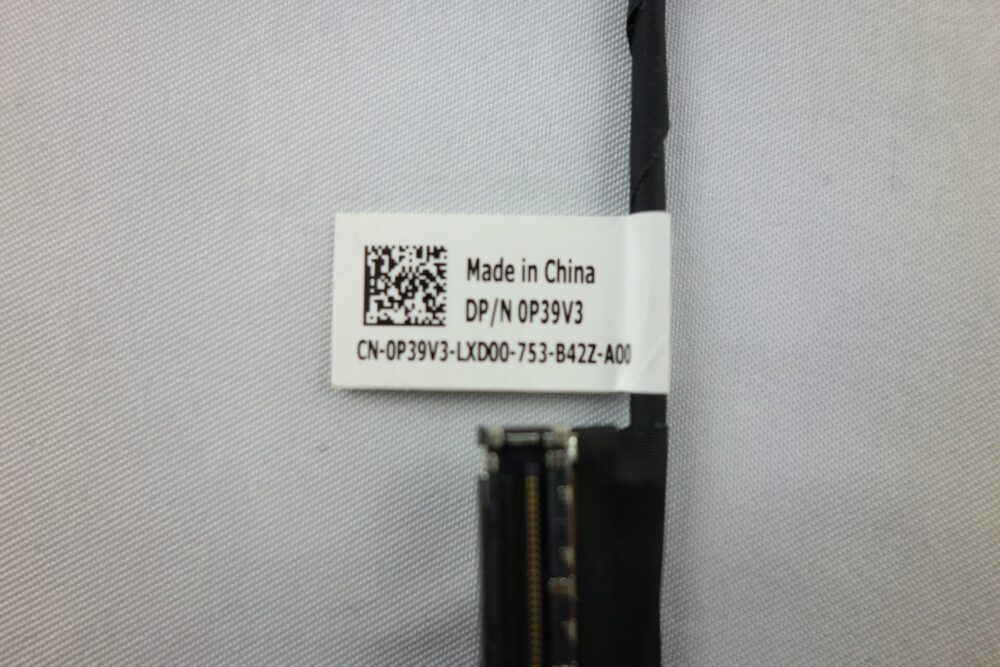 Made in China
DP/N 0P39V3
CN-0P39V3-LXD00-753-B42Z-A00